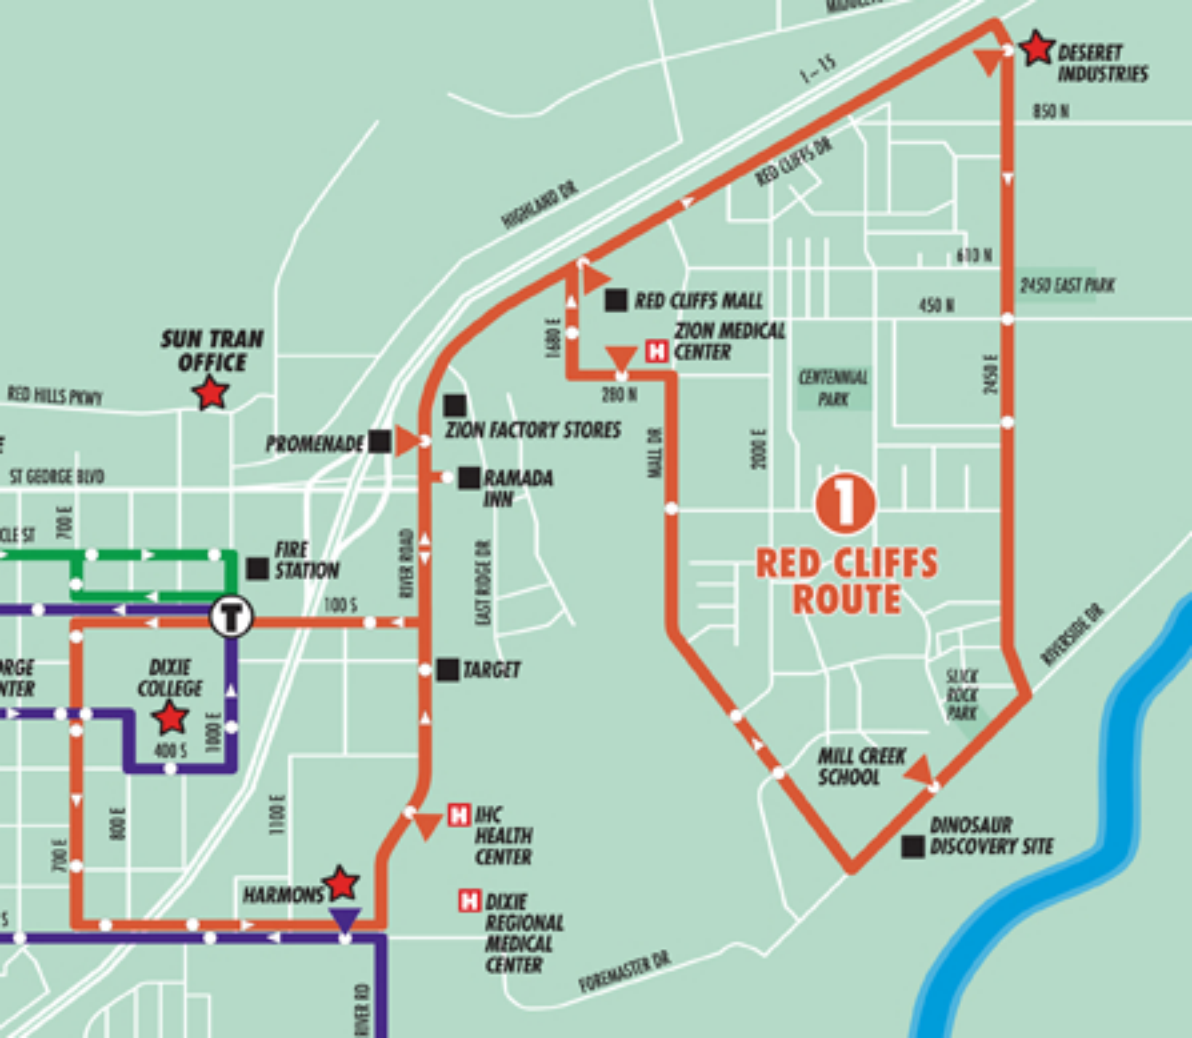 I-15
DESERET
INDUSTRIES
850 N
RED CLIFFS DR
HIGHLAND DR
610 N
2450 EAST PARK
RED CLIFFS MALL
450 N
ZION MEDICAL
CENTER
1680 E
SUN TRAN
OFFICE
2450 E
CENTENNIAL
PARK
280 N
RED HILLS PKWY
ZION FACTORY STORES
PROMENADE
MALL DR
2000 E
ST GEORGE BLVD
RAMADA
INN
1
700 E
CLE ST
FIRE
STATION
RIVER ROAD
EAST RIDGE DR
RED CLIFFS
ROUTE
T
100 S
RIVERSIDE DR
ORGE
NTER
DIXIE
COLLEGE
TARGET
SLICK
ROCK
PARK
1000 E
400 S
MILL CREEK
SCHOOL
H
IHC
HEALTH
CENTER
800 E
1100 E
700 E
DINOSAUR
DISCOVERY SITE
HARMONS
H
DIXIE
REGIONAL
MEDICAL
CENTER
S
FOREMASTER DR
RIVER RD